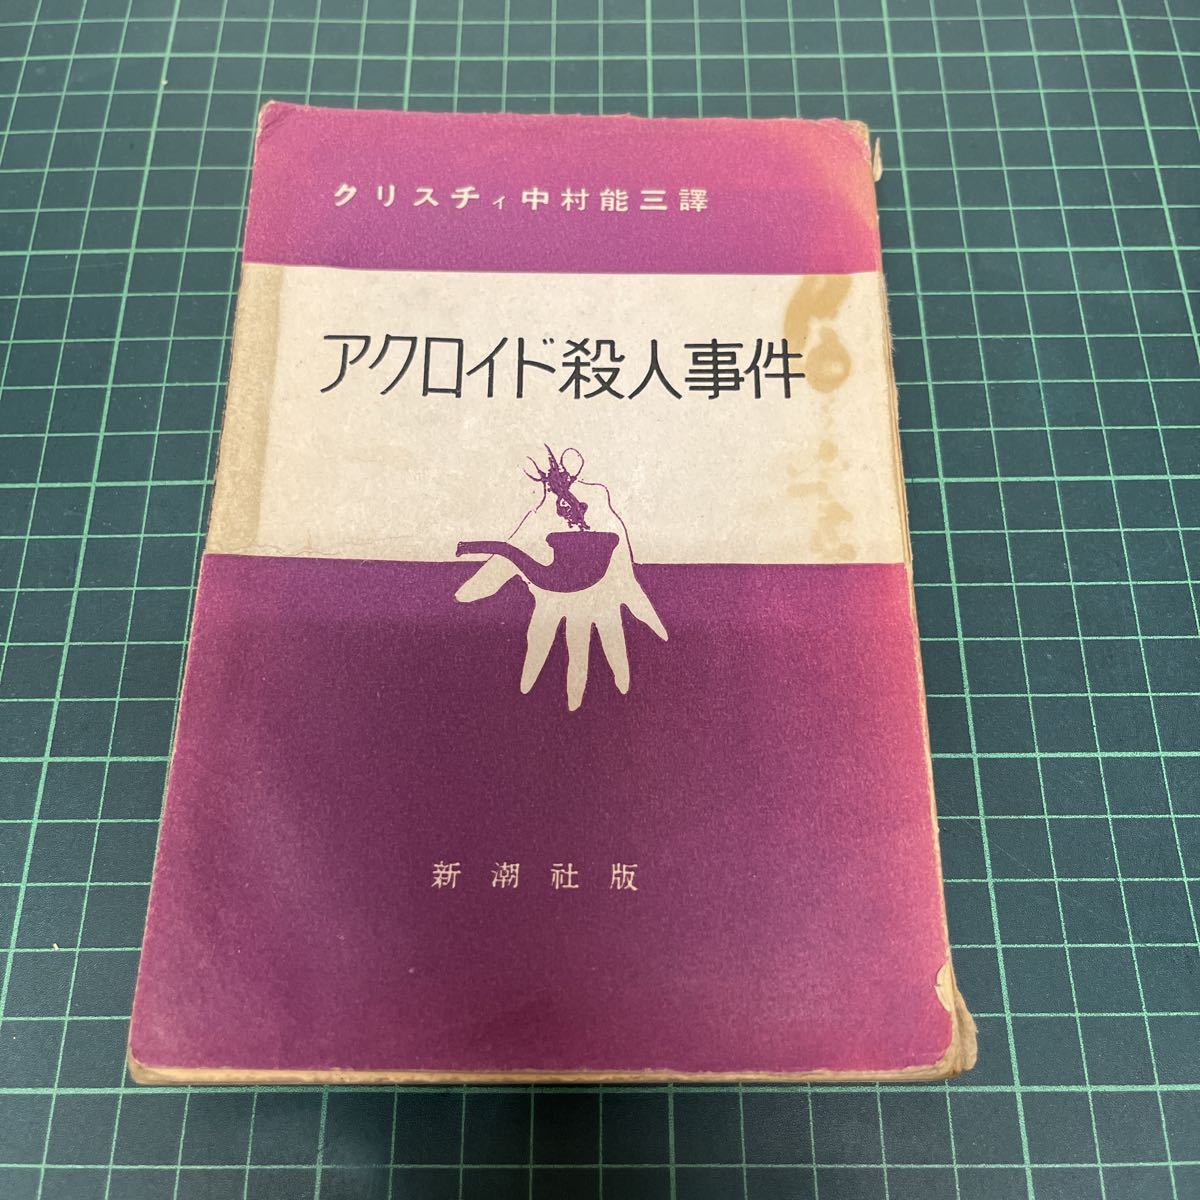 クリスチィ中村能三譯
アクロイド殺人事件
新潮社版